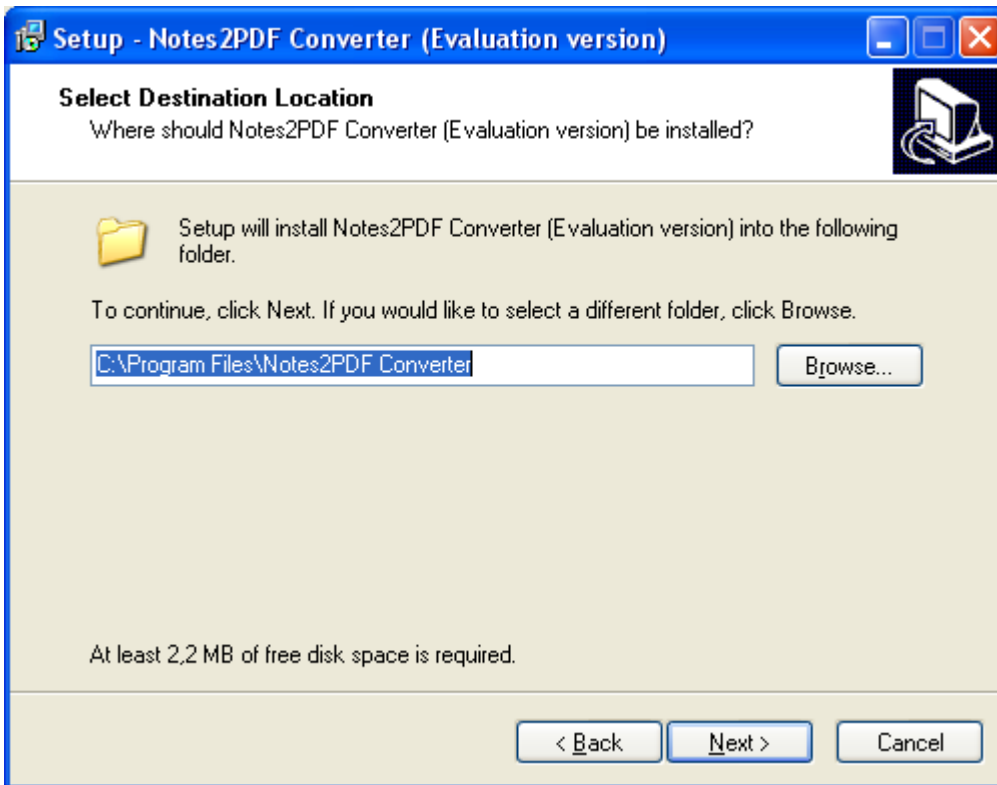 Setup - Notes2PDF Converter (Evaluation version)
Select Destination Location
Where should Notes2PDF Converter (Evaluation version) be installed?
Setup will install Notes2PDF Converter (Evaluation version) into the following
folder.
To continue, click Next. If you would like to select a different folder, click Browse.
C:\Program Files\Notes2PDF Converter
Browse...
At least 2,2 MB of free disk space is required.
< Back
Next >
Cancel